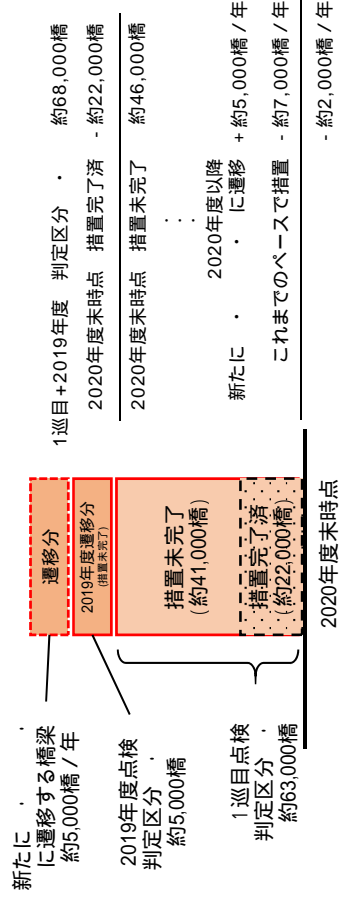 新たに ・ ・
に遷移する橋梁
約5,000橋/年
2019年度点検
判定区分 ・
約5,000橋
1巡目点検
判定区分 ・
約63,000橋
遷移分
2019年度遷移分
(措置未完了)
措置未完了
(約41,000橋)
措置完了済
(約22,000橋)
2020年度末時点
1巡目+2019年度 判定区分 ・ 約68,000橋
2020年度末時点 措置完了済 - 約22,000橋
2020年度末時点 措置未完了 約46,000橋
⋮
2020年度以降
新たに ・ ・ に遷移 +約5,000橋/年
これまでのペースで措置 - 約7,000橋/年
- 約2,000橋/年